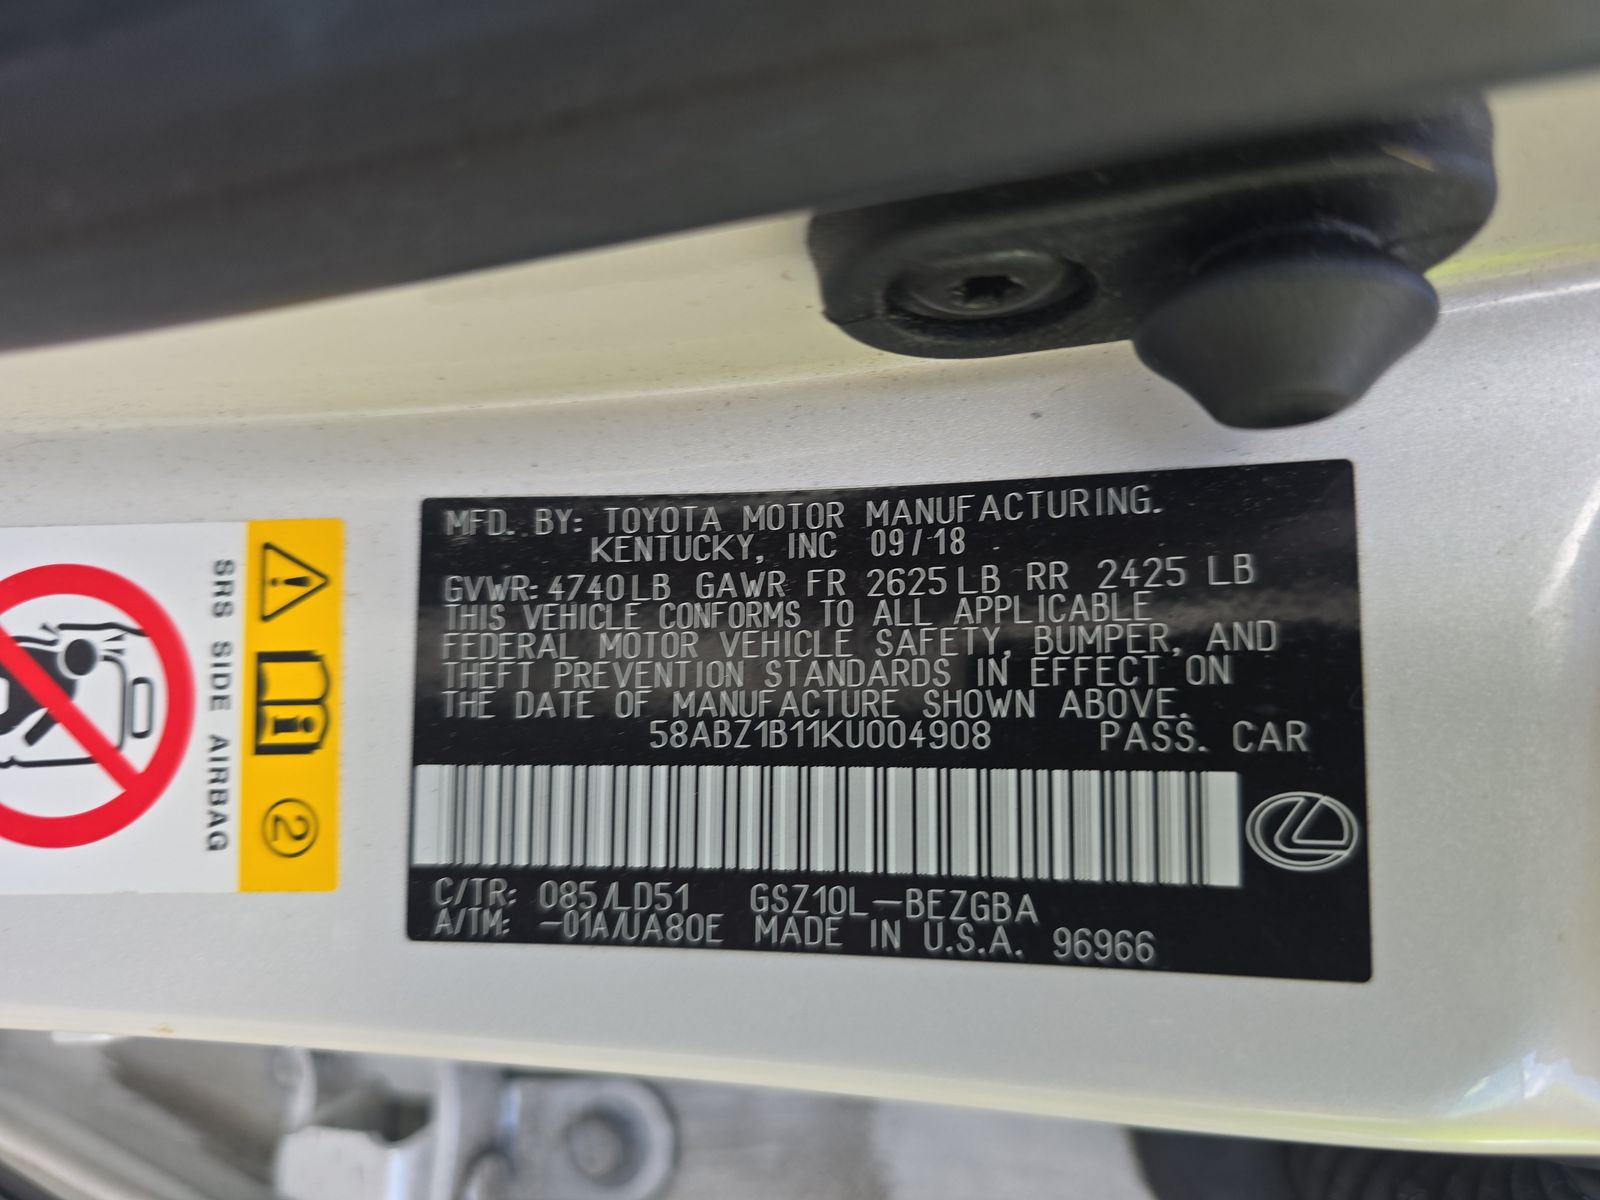 MFD. BY: TOYOTA MOTOR MANUFACTURING.
KENTUCKY, INC 09/18
GVWR: 4740LB GAWR FR 2625LB RR 2425 LB
THIS VEHICLE CONFORMS TO ALL APPLICABLE
FEDERAL MOTOR VEHICLE SAFETY, BUMPER, AND
THEFT PREVENTION STANDARDS IN EFFECT ON
THE DATE OF MANUFACTURE SHOWN ABOVE.
58ABZ1B11KU004908 PASS. CAR
C/TR: 085/LD51 GSZ10L-BEZGBA
A/TM: -01A/UA80E MADE IN U.S.A. 96966
SRS SIDE AIRBAG
2